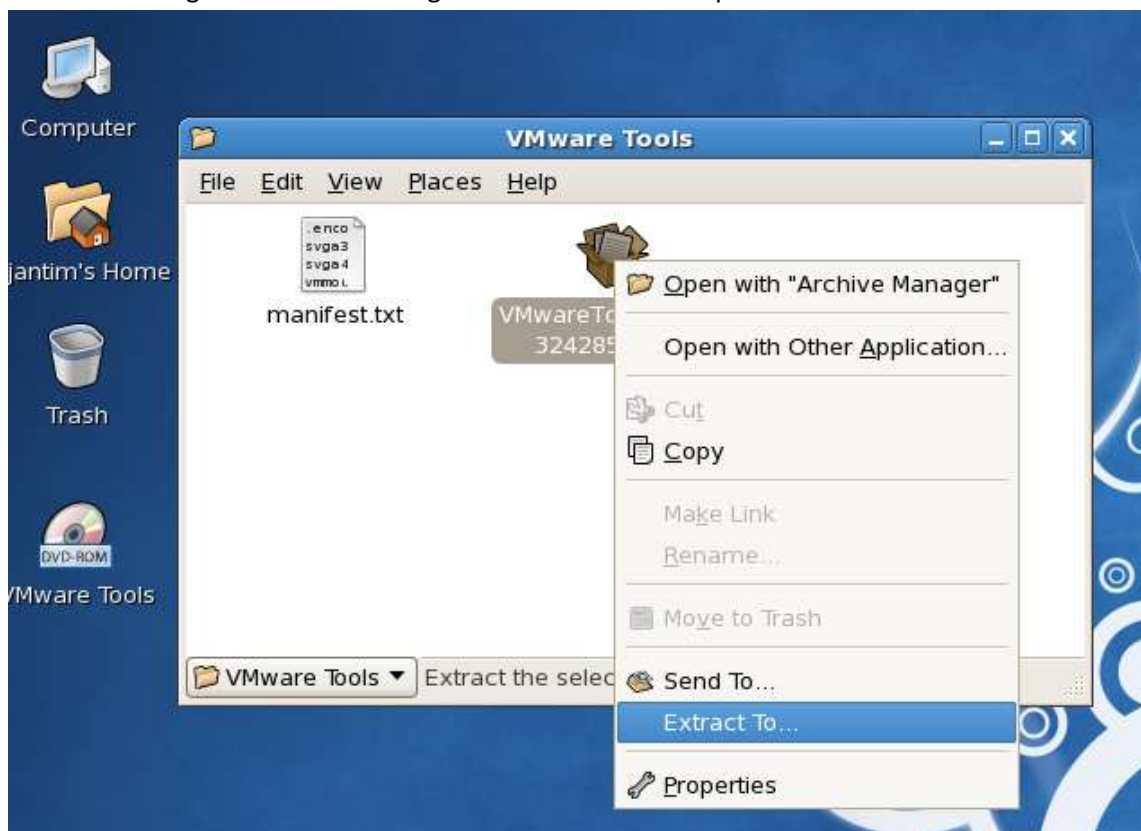 Computer
jantim's Home
Trash
DVD-ROM
VMware Tools
VMware Tools
File Edit View Places Help
.enco
svga3
svga4
manifest.txt
324285
Open with "Archive Manager"
Open with Other Application...
Cut
Copy
Make Link
Rename...
Move to Trash
Send To...
Extract To...
Properties
VMware Tools Extract the selec